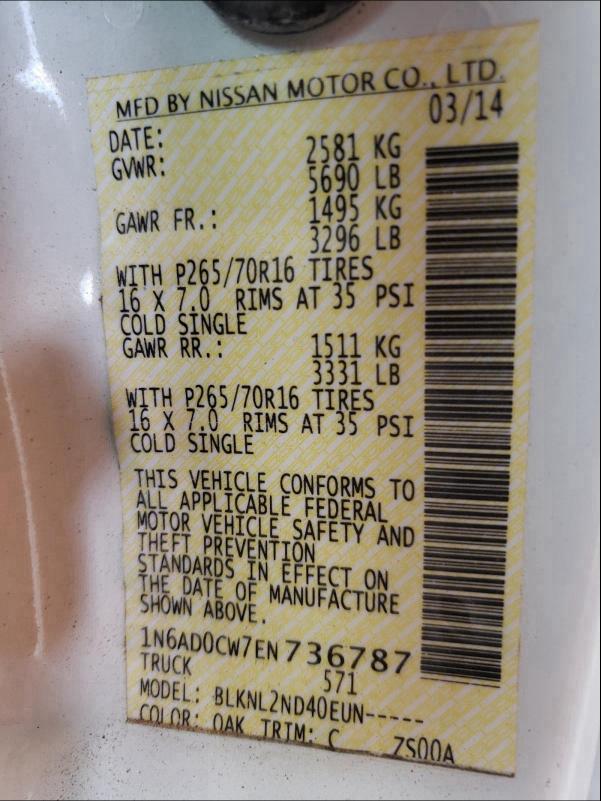 MFD BY NISSAN MOTOR CO., LTD.
DATE: 03/14
GVWR: 2581 KG
5690 LB
GAWR FR.: 1495 KG
3296 LB
WITH P265/70R16 TIRES
16 X 7.0 RIMS AT 35 PSI
COLD SINGLE
GAWR RR.: 1511 KG
3331 LB
WITH P265/70R16 TIRES
16 X 7.0 RIMS AT 35 PSI
COLD SINGLE
THIS VEHICLE CONFORMS TO
ALL APPLICABLE FEDERAL
MOTOR VEHICLE SAFETY AND
THEFT PREVENTION
STANDARDS IN EFFECT ON
THE DATE OF MANUFACTURE
SHOWN ABOVE.
1N6AD0CW7EN736787
TRUCK 571
MODEL: BLKNL2ND40EUN-----
COLOR: QAK TRIM: C ZS00A